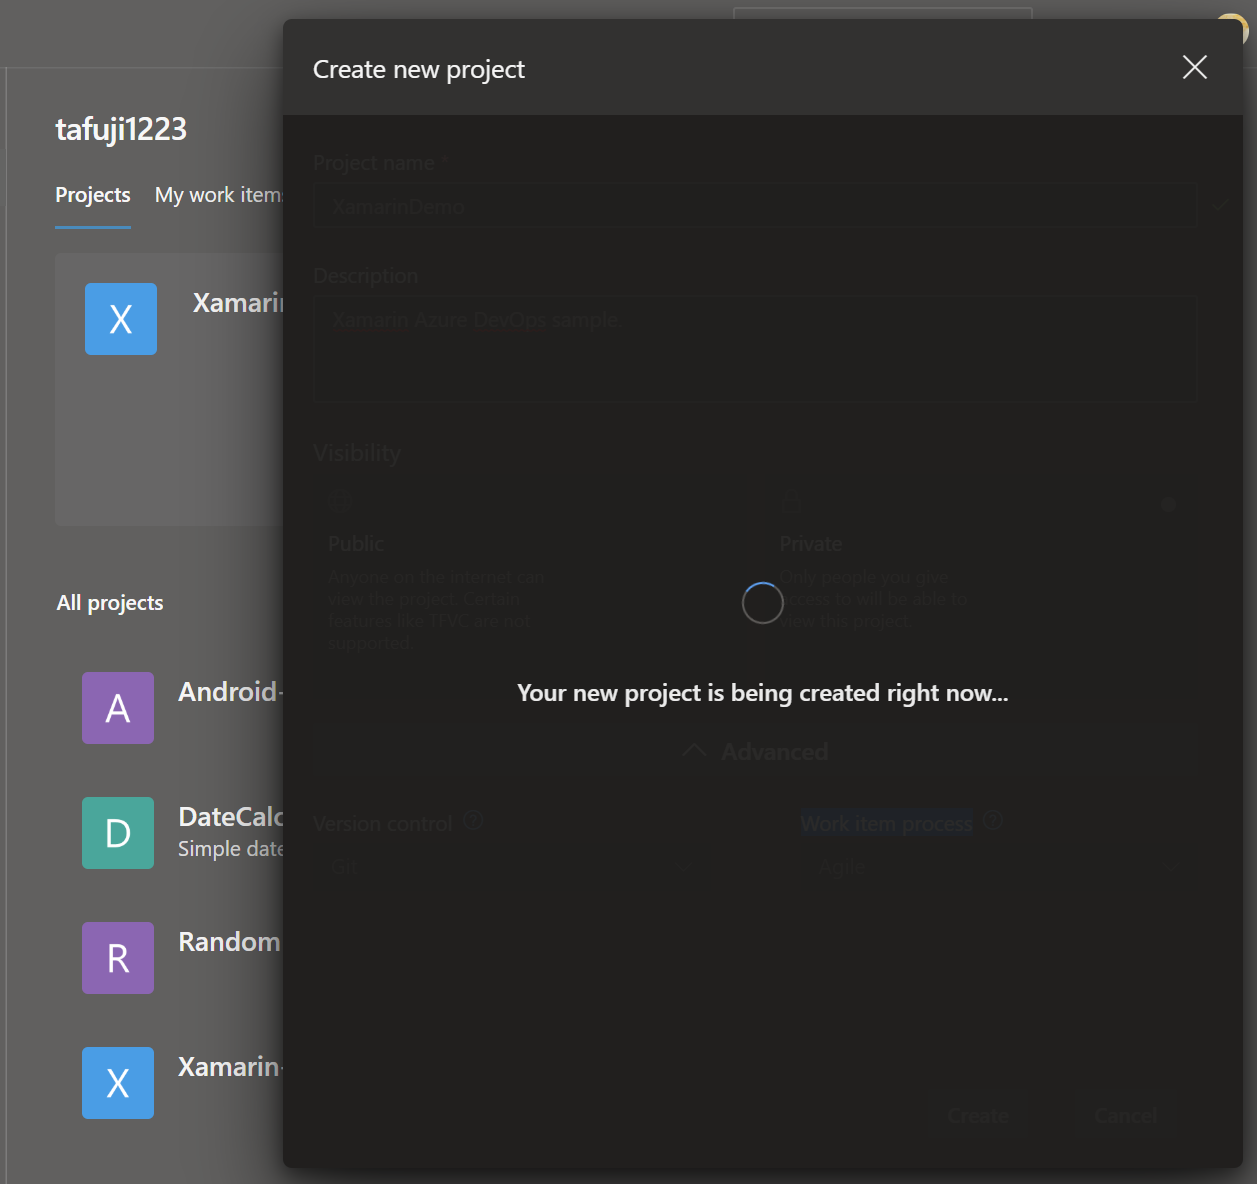 Create new project
tafuji1223
Projects My work items
X Xamarin
All projects
A Android-
D DateCalc
Simple date
R Random
X Xamarin-
Project name *
XamarinDemo
Description
Xamarin Azure DevOps sample.
Visibility
Public
Anyone on the internet can
view the project. Certain
features like TFVC are not
supported.
Private
Only people you give
access to will be able to
view this project.
Your new project is being created right now...
Advanced
Version control ?
Work item process ?
Git
Agile
Create Cancel